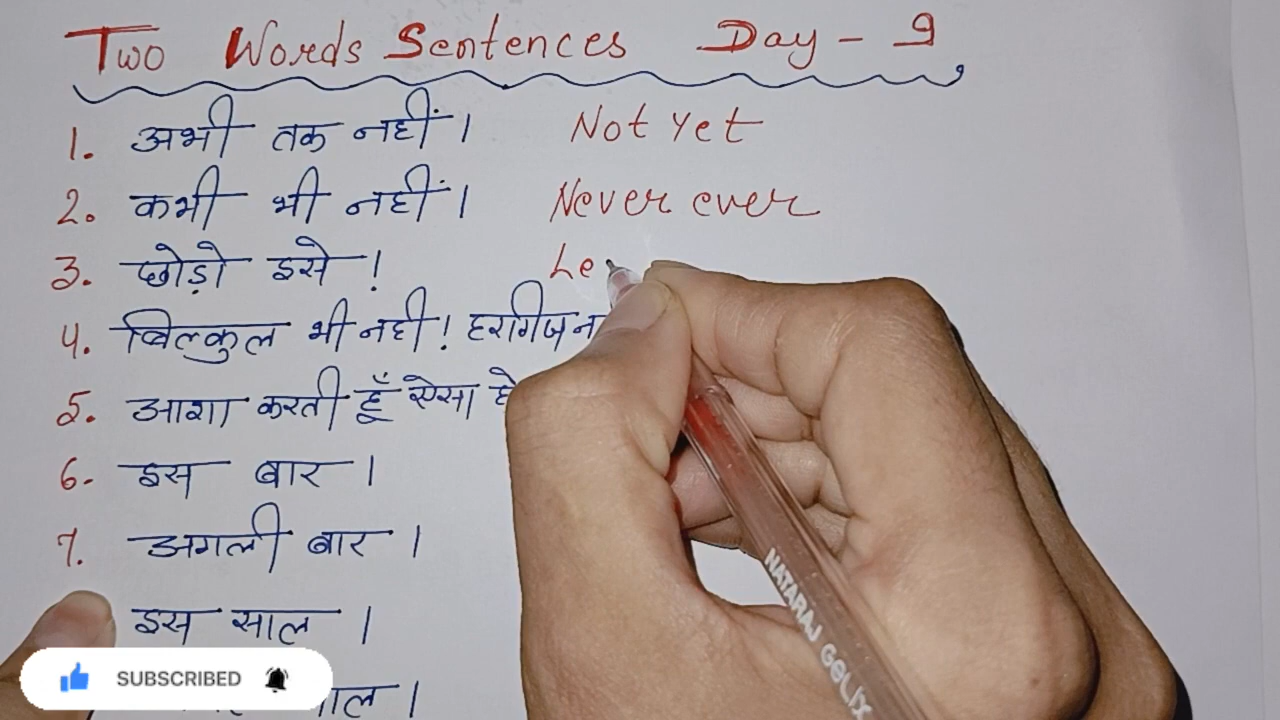 Two Words Sentences Day - 9
1. अभी तक नहीं। Not Yet
2. कभी भी नहीं। Never ever
3. छोड़ो इसे ! Le
4. बिल्कुल भी नही! हरगिज न
5. आशा करती हूँ ऐसा हो
6. इस बार ।
7. अगली बार ।
इस साल ।
साल ।
NATARAJ GELIX
SUBSCRIBED